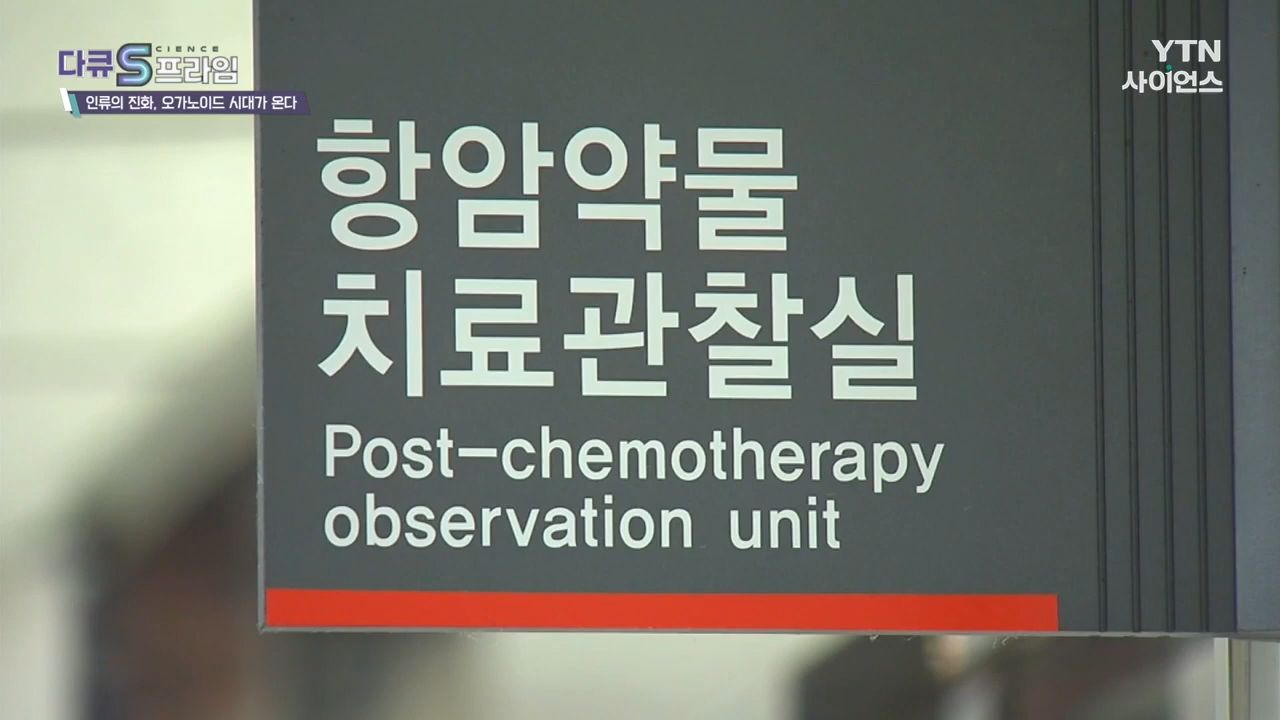 다큐S프라임
CIENCE
인류의 진화, 오가노이드 시대가 온다
YTN
사이언스
항암약물
치료관찰실
Post-chemotherapy
observation unit